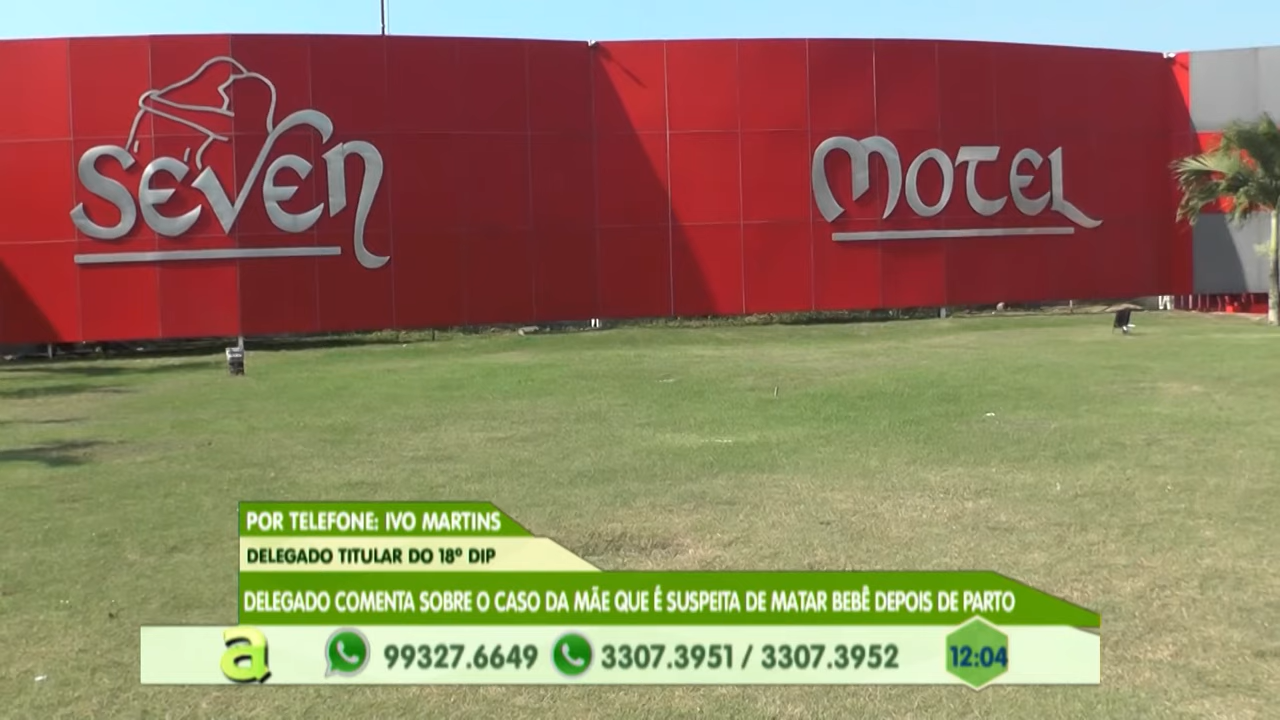 SEVEN
MOTEL
POR TELEFONE: IVO MARTINS
DELEGADO TITULAR DO 18º DIP
DELEGADO COMENTA SOBRE O CASO DA MÃE QUE É SUSPEITA DE MATAR BEBÊ DEPOIS DE PARTO
a 99327.6649 3307.3951 / 3307.3952 12:04